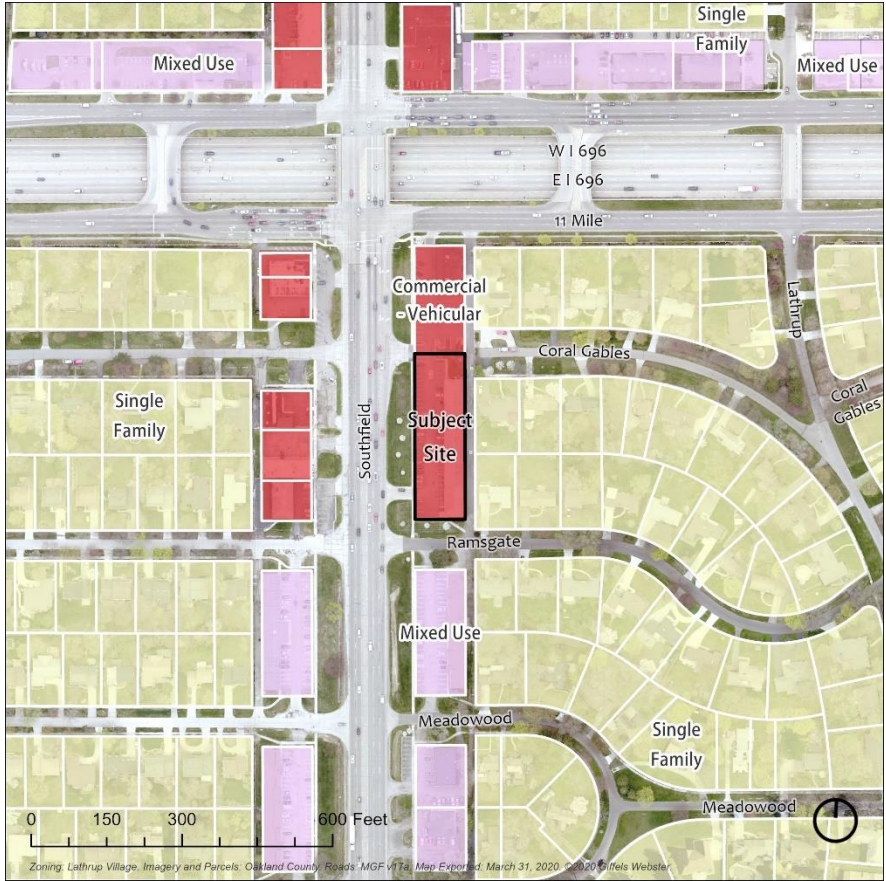 Single
Family
Mixed Use
Mixed Use
W I 696
E I 696
11 Mile
Commercial
- Vehicular
Lathrup
Coral Gables
Coral
Gables
Single
Family
Southfield
Subject
Site
Ramsgate
Mixed Use
Meadowood
Single
Family
Meadowood
0 150 300 600 Feet
Zoning: Lathrup Village, Imagery and Parcels: Oakland County. Roads: MGF v17a, Map Exported: March 31, 2020. ©2020 Giffels Webster.